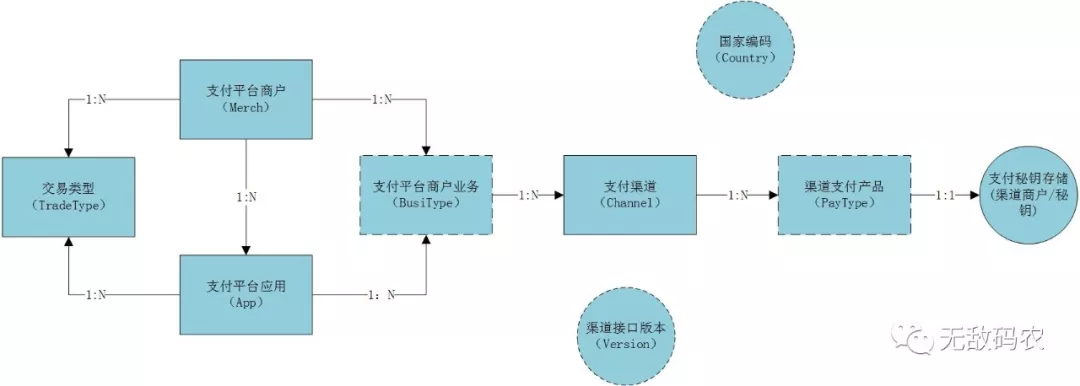 国家编码
(Country)
支付平台商户
(Merch)
1:N
1:N
1:N
交易类型
(TradeType)
支付平台商户业务
(BusiType)
1:N
支付渠道
(Channel)
1:N
渠道支付产品
(PayType)
1:1
支付秘钥存储
(渠道商户/秘
钥)
支付平台应用
(App)
1:N
1：N
渠道接口版本
(Version)
无敌码农